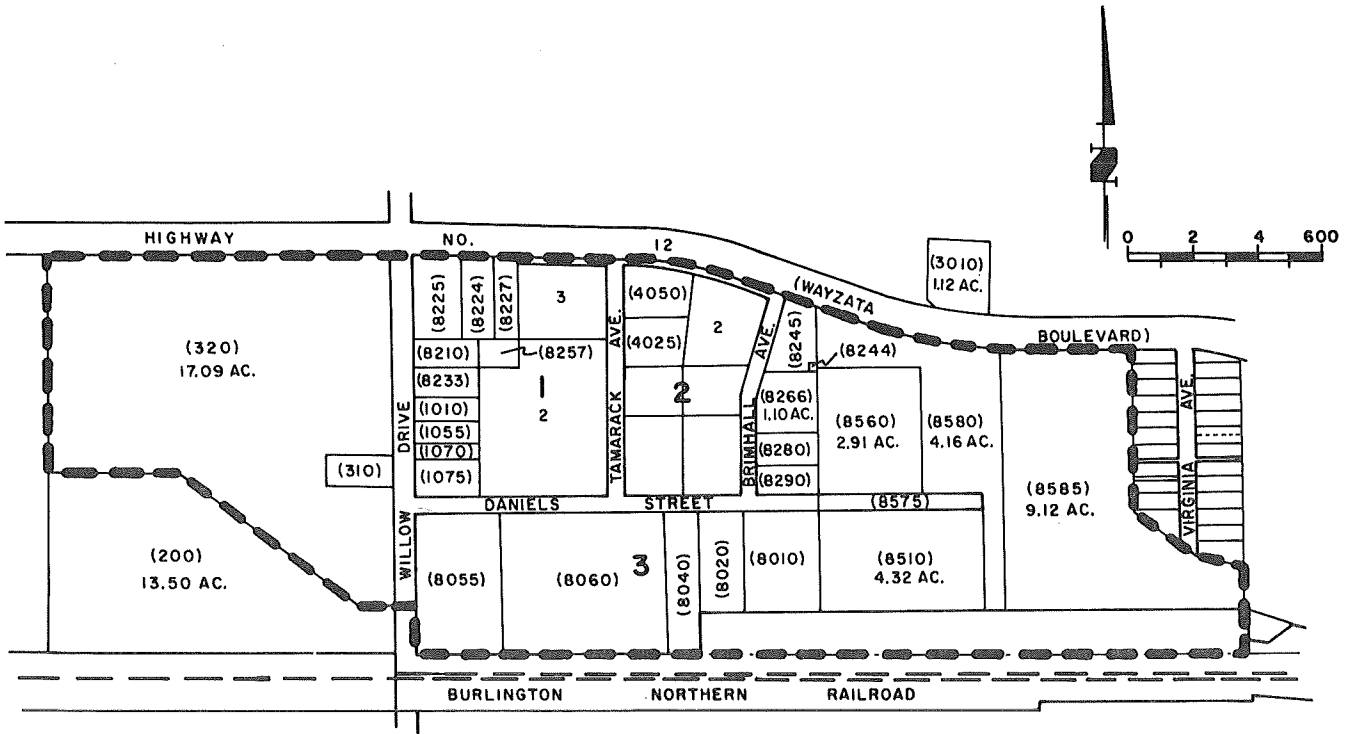 0 2 4 600
HIGHWAY NO. 12 (WAYZATA BOULEVARD)
(3010)
1.12 AC.
(320)
17.09 AC.
(8225)
(8224)
(8227)
3
(4050)
(4025)
2
(8245)
(8244)
(8210)
(8257)
(8233)
(1010)
(1055)
(1070)
(1075)
1
2
2
(8266)
1.10 AC.
(8280)
(8290)
(8560)
2.91 AC.
(8580)
4.16 AC.
(8585)
9.12 AC.
(310)
WILLOW DRIVE
TAMARACK AVE.
BRIMHALL AVE.
VIRGINIA AVE.
DANIELS STREET
(8575)
(200)
13.50 AC.
(8055)
(8060)
3
(8040)
(8020)
(8010)
(8510)
4.32 AC.
BURLINGTON NORTHERN RAILROAD